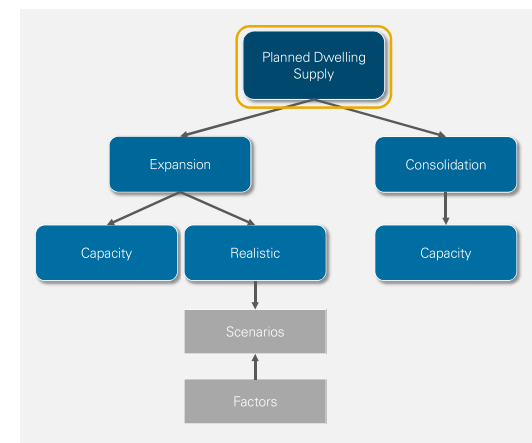 Planned Dwelling
Supply
Expansion
Consolidation
Capacity
Realistic
Capacity
Scenarios
Factors